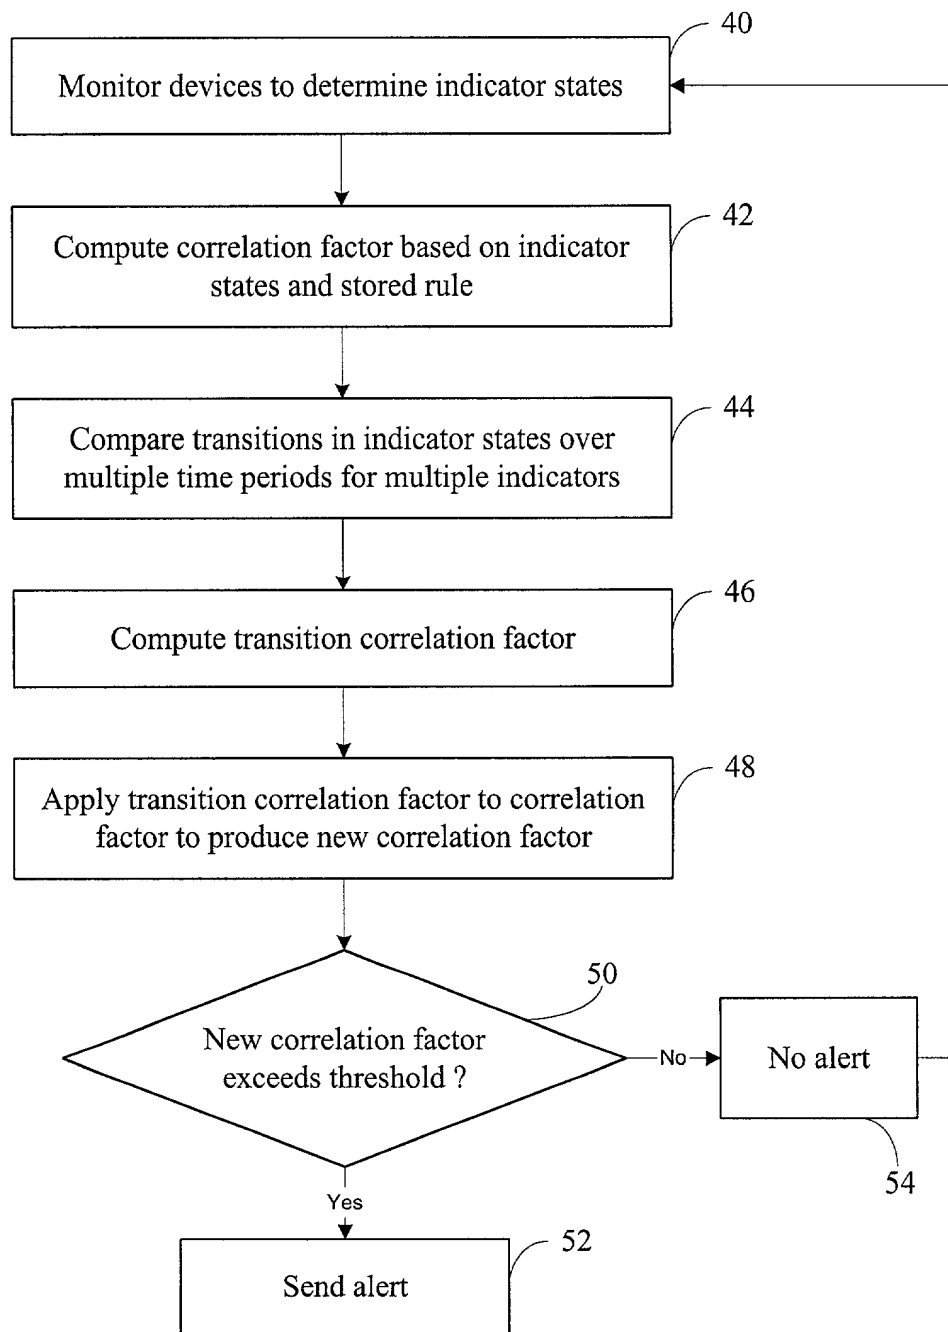 40
Monitor devices to determine indicator states
42
Compute correlation factor based on indicator
states and stored rule
44
Compare transitions in indicator states over
multiple time periods for multiple indicators
46
Compute transition correlation factor
48
Apply transition correlation factor to correlation
factor to produce new correlation factor
50
New correlation factor
exceeds threshold ?
No
No alert
54
Yes
52
Send alert